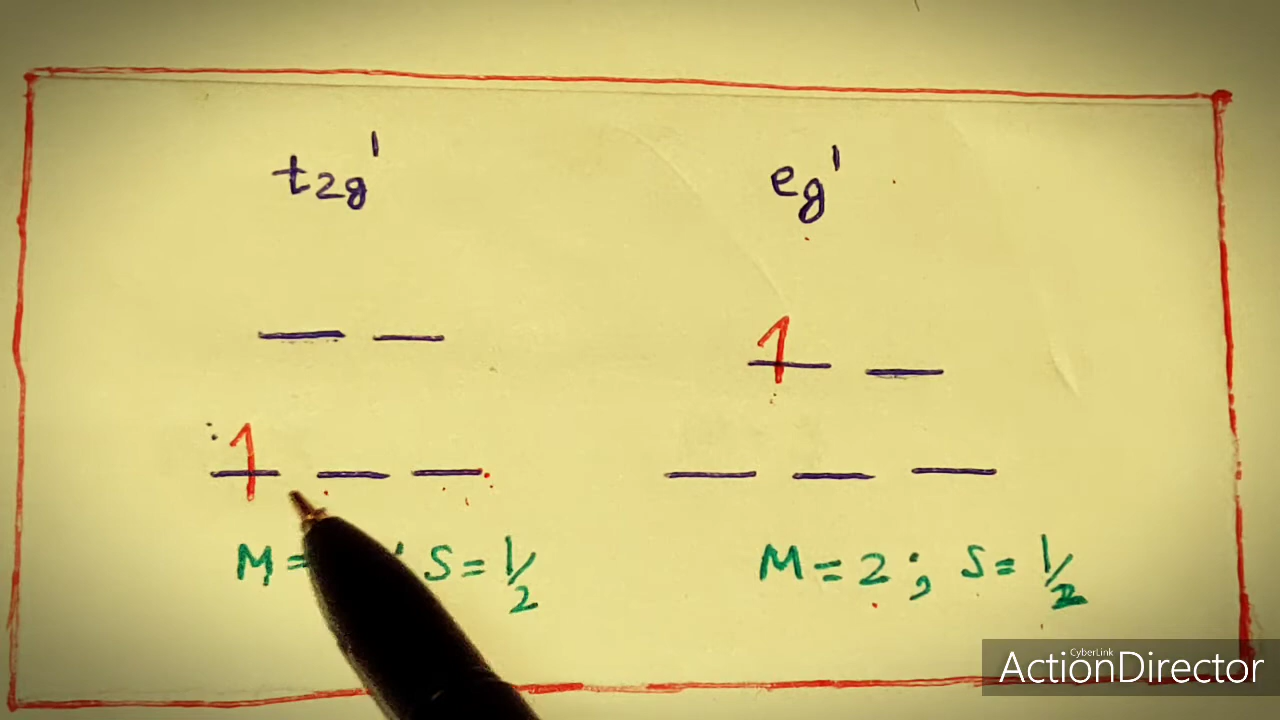 t2g¹ eg¹
M= ; S=1/2 M=2; S=1/2
CyberLink
ActionDirector